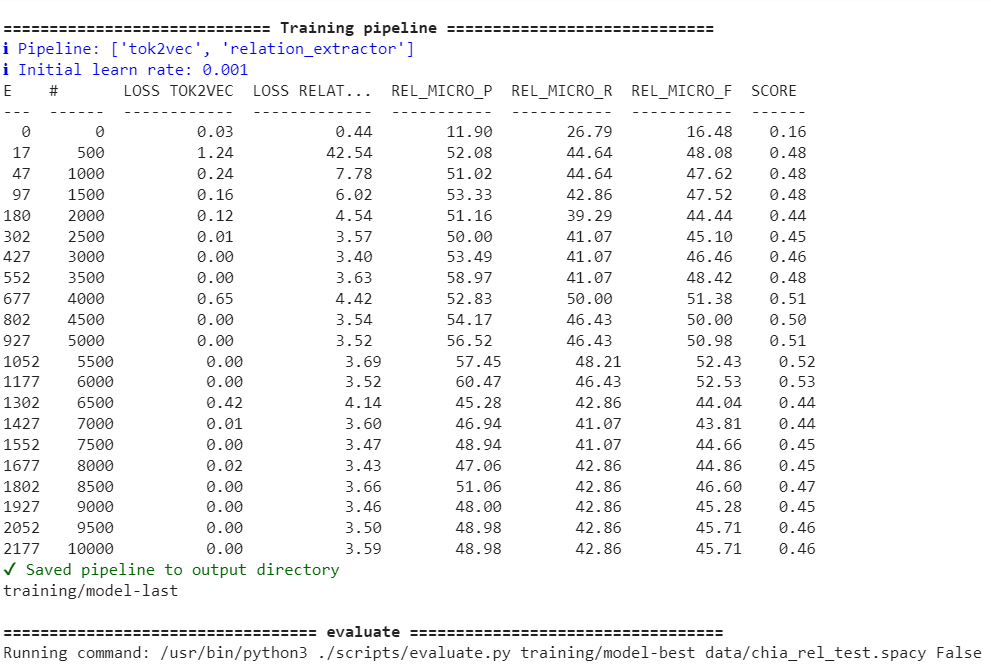 ============================= Training pipeline =============================
ℹ Pipeline: ['tok2vec', 'relation_extractor']
ℹ Initial learn rate: 0.001
E    #       LOSS TOK2VEC  LOSS RELAT...  REL_MICRO_P  REL_MICRO_R  REL_MICRO_F  SCORE
---  ------  ------------  -------------  -----------  -----------  -----------  ------
  0       0          0.03           0.44        11.90        26.79        16.48    0.16
 17     500          1.24          42.54        52.08        44.64        48.08    0.48
 47    1000          0.24           7.78        51.02        44.64        47.62    0.48
 97    1500          0.16           6.02        53.33        42.86        47.52    0.48
180    2000          0.12           4.54        51.16        39.29        44.44    0.44
302    2500          0.01           3.57        50.00        41.07        45.10    0.45
427    3000          0.00           3.40        53.49        41.07        46.46    0.46
552    3500          0.00           3.63        58.97        41.07        48.42    0.48
677    4000          0.65           4.42        52.83        50.00        51.38    0.51
802    4500          0.00           3.54        54.17        46.43        50.00    0.50
927    5000          0.00           3.52        56.52        46.43        50.98    0.51
1052    5500          0.00           3.69        57.45        48.21        52.43    0.52
1177    6000          0.00           3.52        60.47        46.43        52.53    0.53
1302    6500          0.42           4.14        45.28        42.86        44.04    0.44
1427    7000          0.01           3.60        46.94        41.07        43.81    0.44
1552    7500          0.00           3.47        48.94        41.07        44.66    0.45
1677    8000          0.02           3.43        47.06        42.86        44.86    0.45
1802    8500          0.00           3.66        51.06        42.86        46.60    0.47
1927    9000          0.00           3.46        48.00        42.86        45.28    0.45
2052    9500          0.00           3.50        48.98        42.86        45.71    0.46
2177   10000          0.00           3.59        48.98        42.86        45.71    0.46
✓ Saved pipeline to output directory
training/model-last
================================== evaluate ==================================
Running command: /usr/bin/python3 ./scripts/evaluate.py training/model-best data/chia_rel_test.spacy False